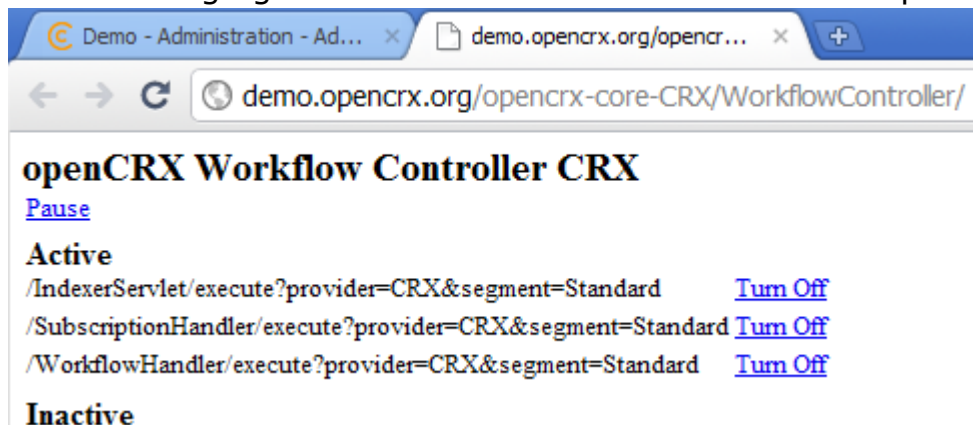 Demo - Administration - Ad... demo.opencrx.org/opencr...
demo.opencrx.org/opencrx-core-CRX/WorkflowController/
openCRX Workflow Controller CRX
Pause
Active
/IndexerServlet/execute?provider=CRX&segment=Standard Turn Off
/SubscriptionHandler/execute?provider=CRX&segment=Standard Turn Off
/WorkflowHandler/execute?provider=CRX&segment=Standard Turn Off
Inactive